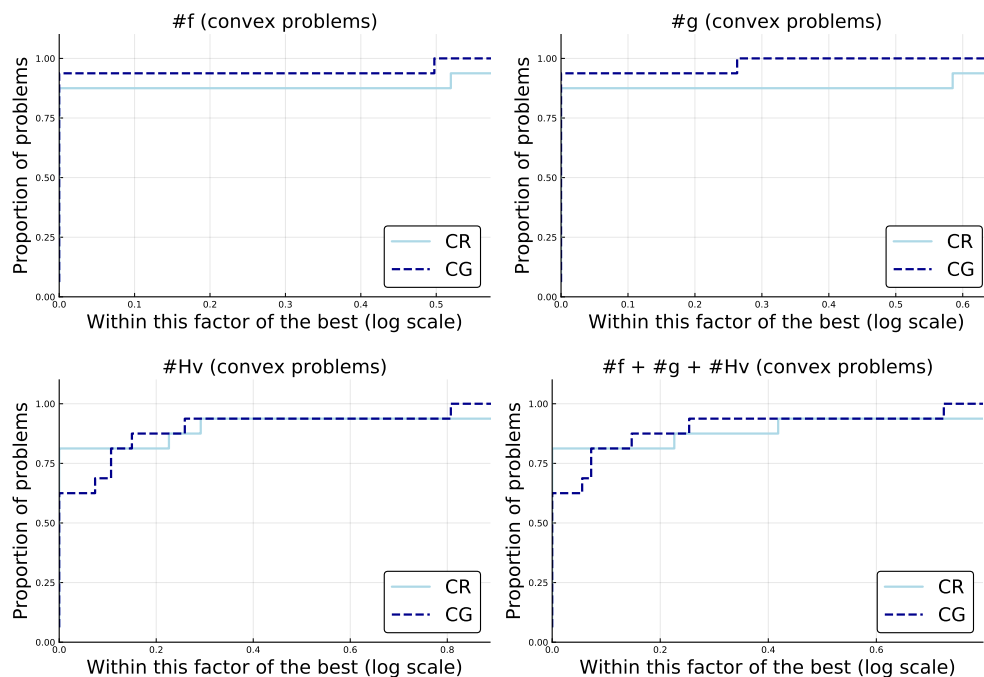 #f (convex problems)
Proportion of problems
1.00
0.75
0.50
0.25
0.00
0.0 0.1 0.2 0.3 0.4 0.5
Within this factor of the best (log scale)
CR
CG
#g (convex problems)
Proportion of problems
1.00
0.75
0.50
0.25
0.00
0.0 0.1 0.2 0.3 0.4 0.5 0.6
Within this factor of the best (log scale)
CR
CG
#Hv (convex problems)
Proportion of problems
1.00
0.75
0.50
0.25
0.00
0.0 0.2 0.4 0.6 0.8
Within this factor of the best (log scale)
CR
CG
#f + #g + #Hv (convex problems)
Proportion of problems
1.00
0.75
0.50
0.25
0.00
0.0 0.2 0.4 0.6
Within this factor of the best (log scale)
CR
CG